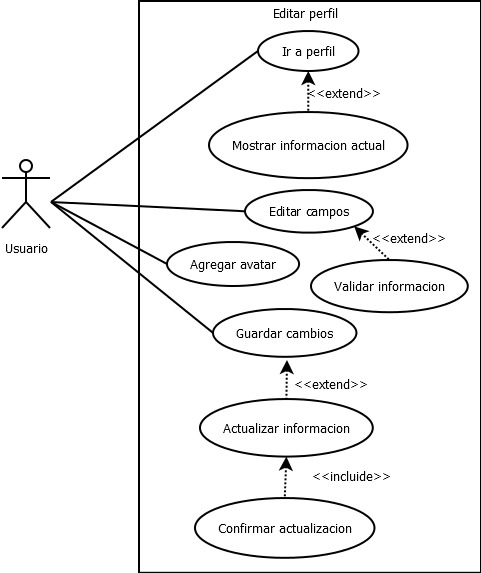 Editar perfil
Ir a perfil
<<extend>>
Mostrar informacion actual
Usuario
Editar campos
<<extend>>
Agregar avatar
Validar informacion
Guardar cambios
<<extend>>
Actualizar informacion
<<incluide>>
Confirmar actualizacion